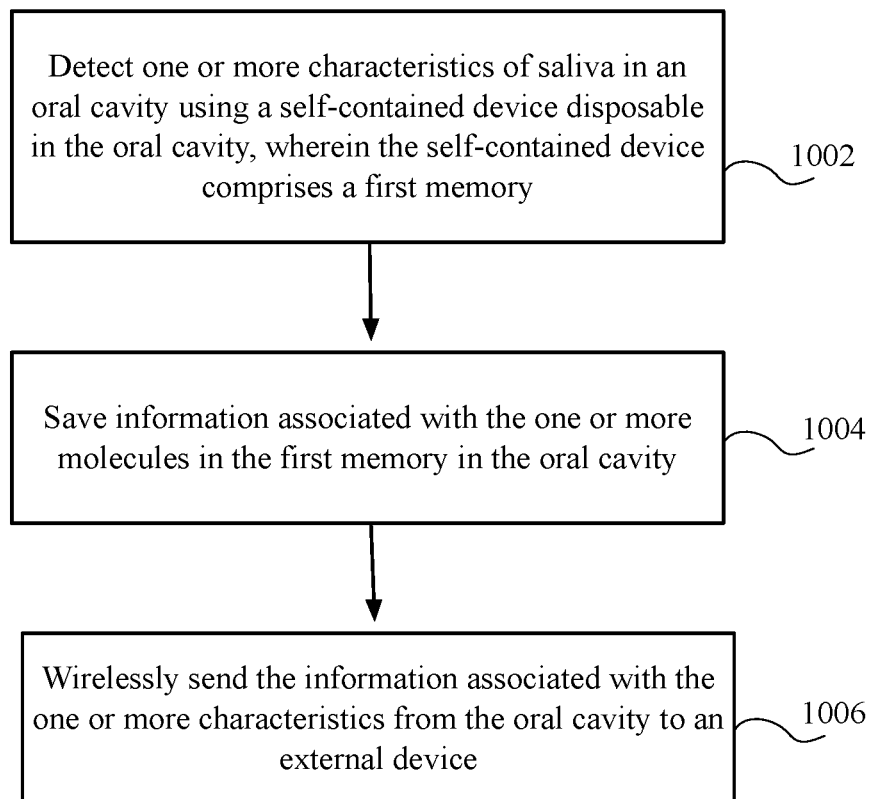 Detect one or more characteristics of saliva in an
oral cavity using a self-contained device disposable
in the oral cavity, wherein the self-contained device
comprises a first memory
1002
Save information associated with the one or more
molecules in the first memory in the oral cavity
1004
Wirelessly send the information associated with the
one or more characteristics from the oral cavity to an
external device
1006